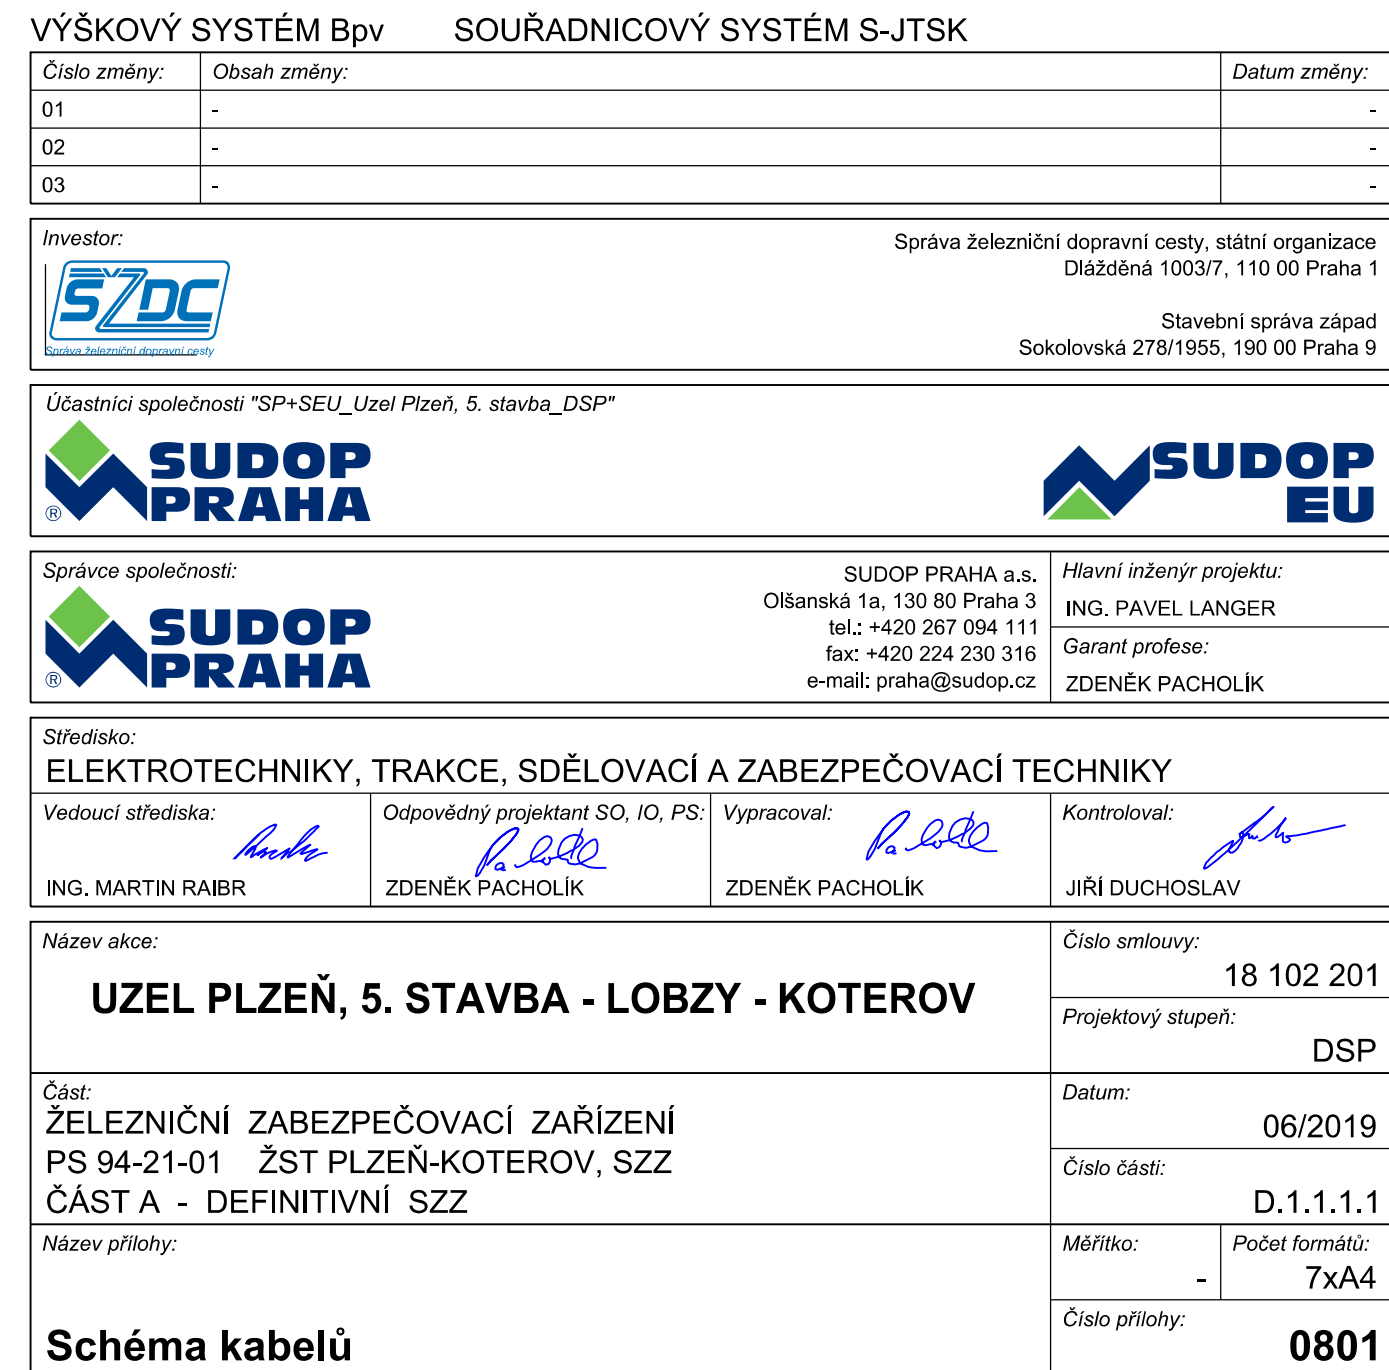 VÝŠKOVÝ SYSTÉM Bpv SOUŘADNICOVÝ SYSTÉM S-JTSK
Číslo změny: Obsah změny: Datum změny:
01 - -
02 - -
03 - -
Investor:
ŠŽDC
Správa železniční dopravní cesty
Správa železniční dopravní cesty, státní organizace
Dlážděná 1003/7, 110 00 Praha 1
Stavební správa západ
Sokolovská 278/1955, 190 00 Praha 9
Účastníci společnosti "SP+SEU_Uzel Plzeň, 5. stavba_DSP"
SUDOP
PRAHA
®
SUDOP
EU
Správce společnosti:
SUDOP
PRAHA
®
SUDOP PRAHA a.s.
Olšanská 1a, 130 80 Praha 3
tel.: +420 267 094 111
fax: +420 224 230 316
e-mail: praha@sudop.cz
Hlavní inženýr projektu:
ING. PAVEL LANGER
Garant profese:
ZDENĚK PACHOLÍK
Středisko:
ELEKTROTECHNIKY, TRAKCE, SDĚLOVACÍ A ZABEZPEČOVACÍ TECHNIKY
Vedoucí střediska: Odpovědný projektant SO, IO, PS: Vypracoval: Kontroloval:
ING. MARTIN RAIBR ZDENĚK PACHOLÍK ZDENĚK PACHOLÍK JIŘÍ DUCHOSLAV
Název akce:
UZEL PLZEŇ, 5. STAVBA - LOBZY - KOTEROV
Číslo smlouvy:
18 102 201
Projektový stupeň:
DSP
Část:
ŽELEZNIČNÍ ZABEZPEČOVACÍ ZAŘÍZENÍ
PS 94-21-01 ŽST PLZEŇ-KOTEROV, SZZ
ČÁST A - DEFINITIVNÍ SZZ
Datum:
06/2019
Číslo části:
D.1.1.1.1
Název přílohy:
Schéma kabelů
Měřítko: Počet formátů:
- 7xA4
Číslo přílohy:
0801